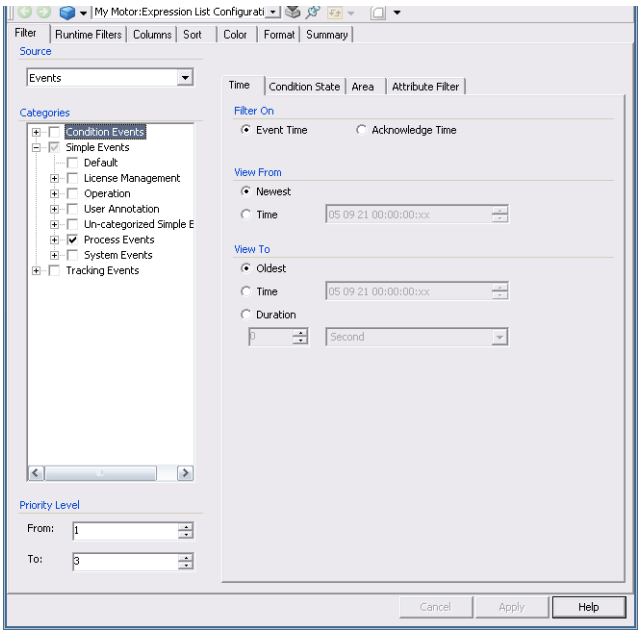 My Motor:Expression List Configurati
Filter Runtime Filters Columns Sort Color Format Summary
Source
Events
Categories
Condition Events
Simple Events
Default
License Management
Operation
User Annotation
Un-categorized Simple E
Process Events
System Events
Tracking Events
Priority Level
From: 1
To: 3
Time Condition State Area Attribute Filter
Filter On
Event Time Acknowledge Time
View From
Newest
Time 05 09 21 00:00:00:xx
View To
Oldest
Time 05 09 21 00:00:00:xx
Duration
0 Second
Cancel Apply Help